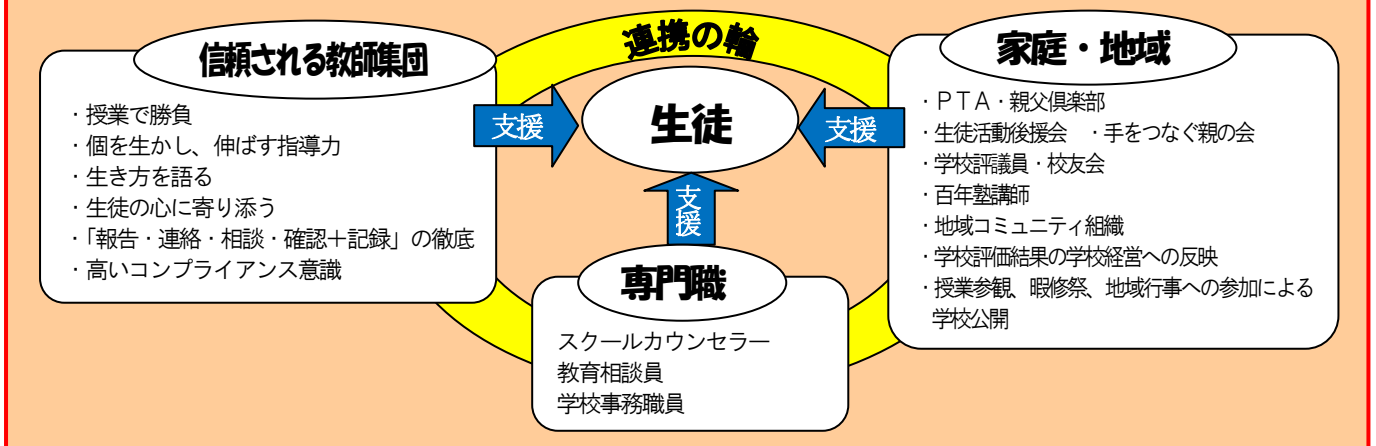 連携の輪
信頼される教師集団
・授業で勝負
・個を生かし、伸ばす指導力
・生き方を語る
・生徒の心に寄り添う
・「報告・連絡・相談・確認＋記録」の徹底
・高いコンプライアンス意識
支援
生徒
支援
家庭・地域
・ＰＴＡ・親父倶楽部
・生徒活動後援会　・手をつなぐ親の会
・学校評議員・校友会
・百年塾講師
・地域コミュニティ組織
・学校評価結果の学校経営への反映
・授業参観、暇修祭、地域行事への参加による
学校公開
支援
専門職
スクールカウンセラー
教育相談員
学校事務職員